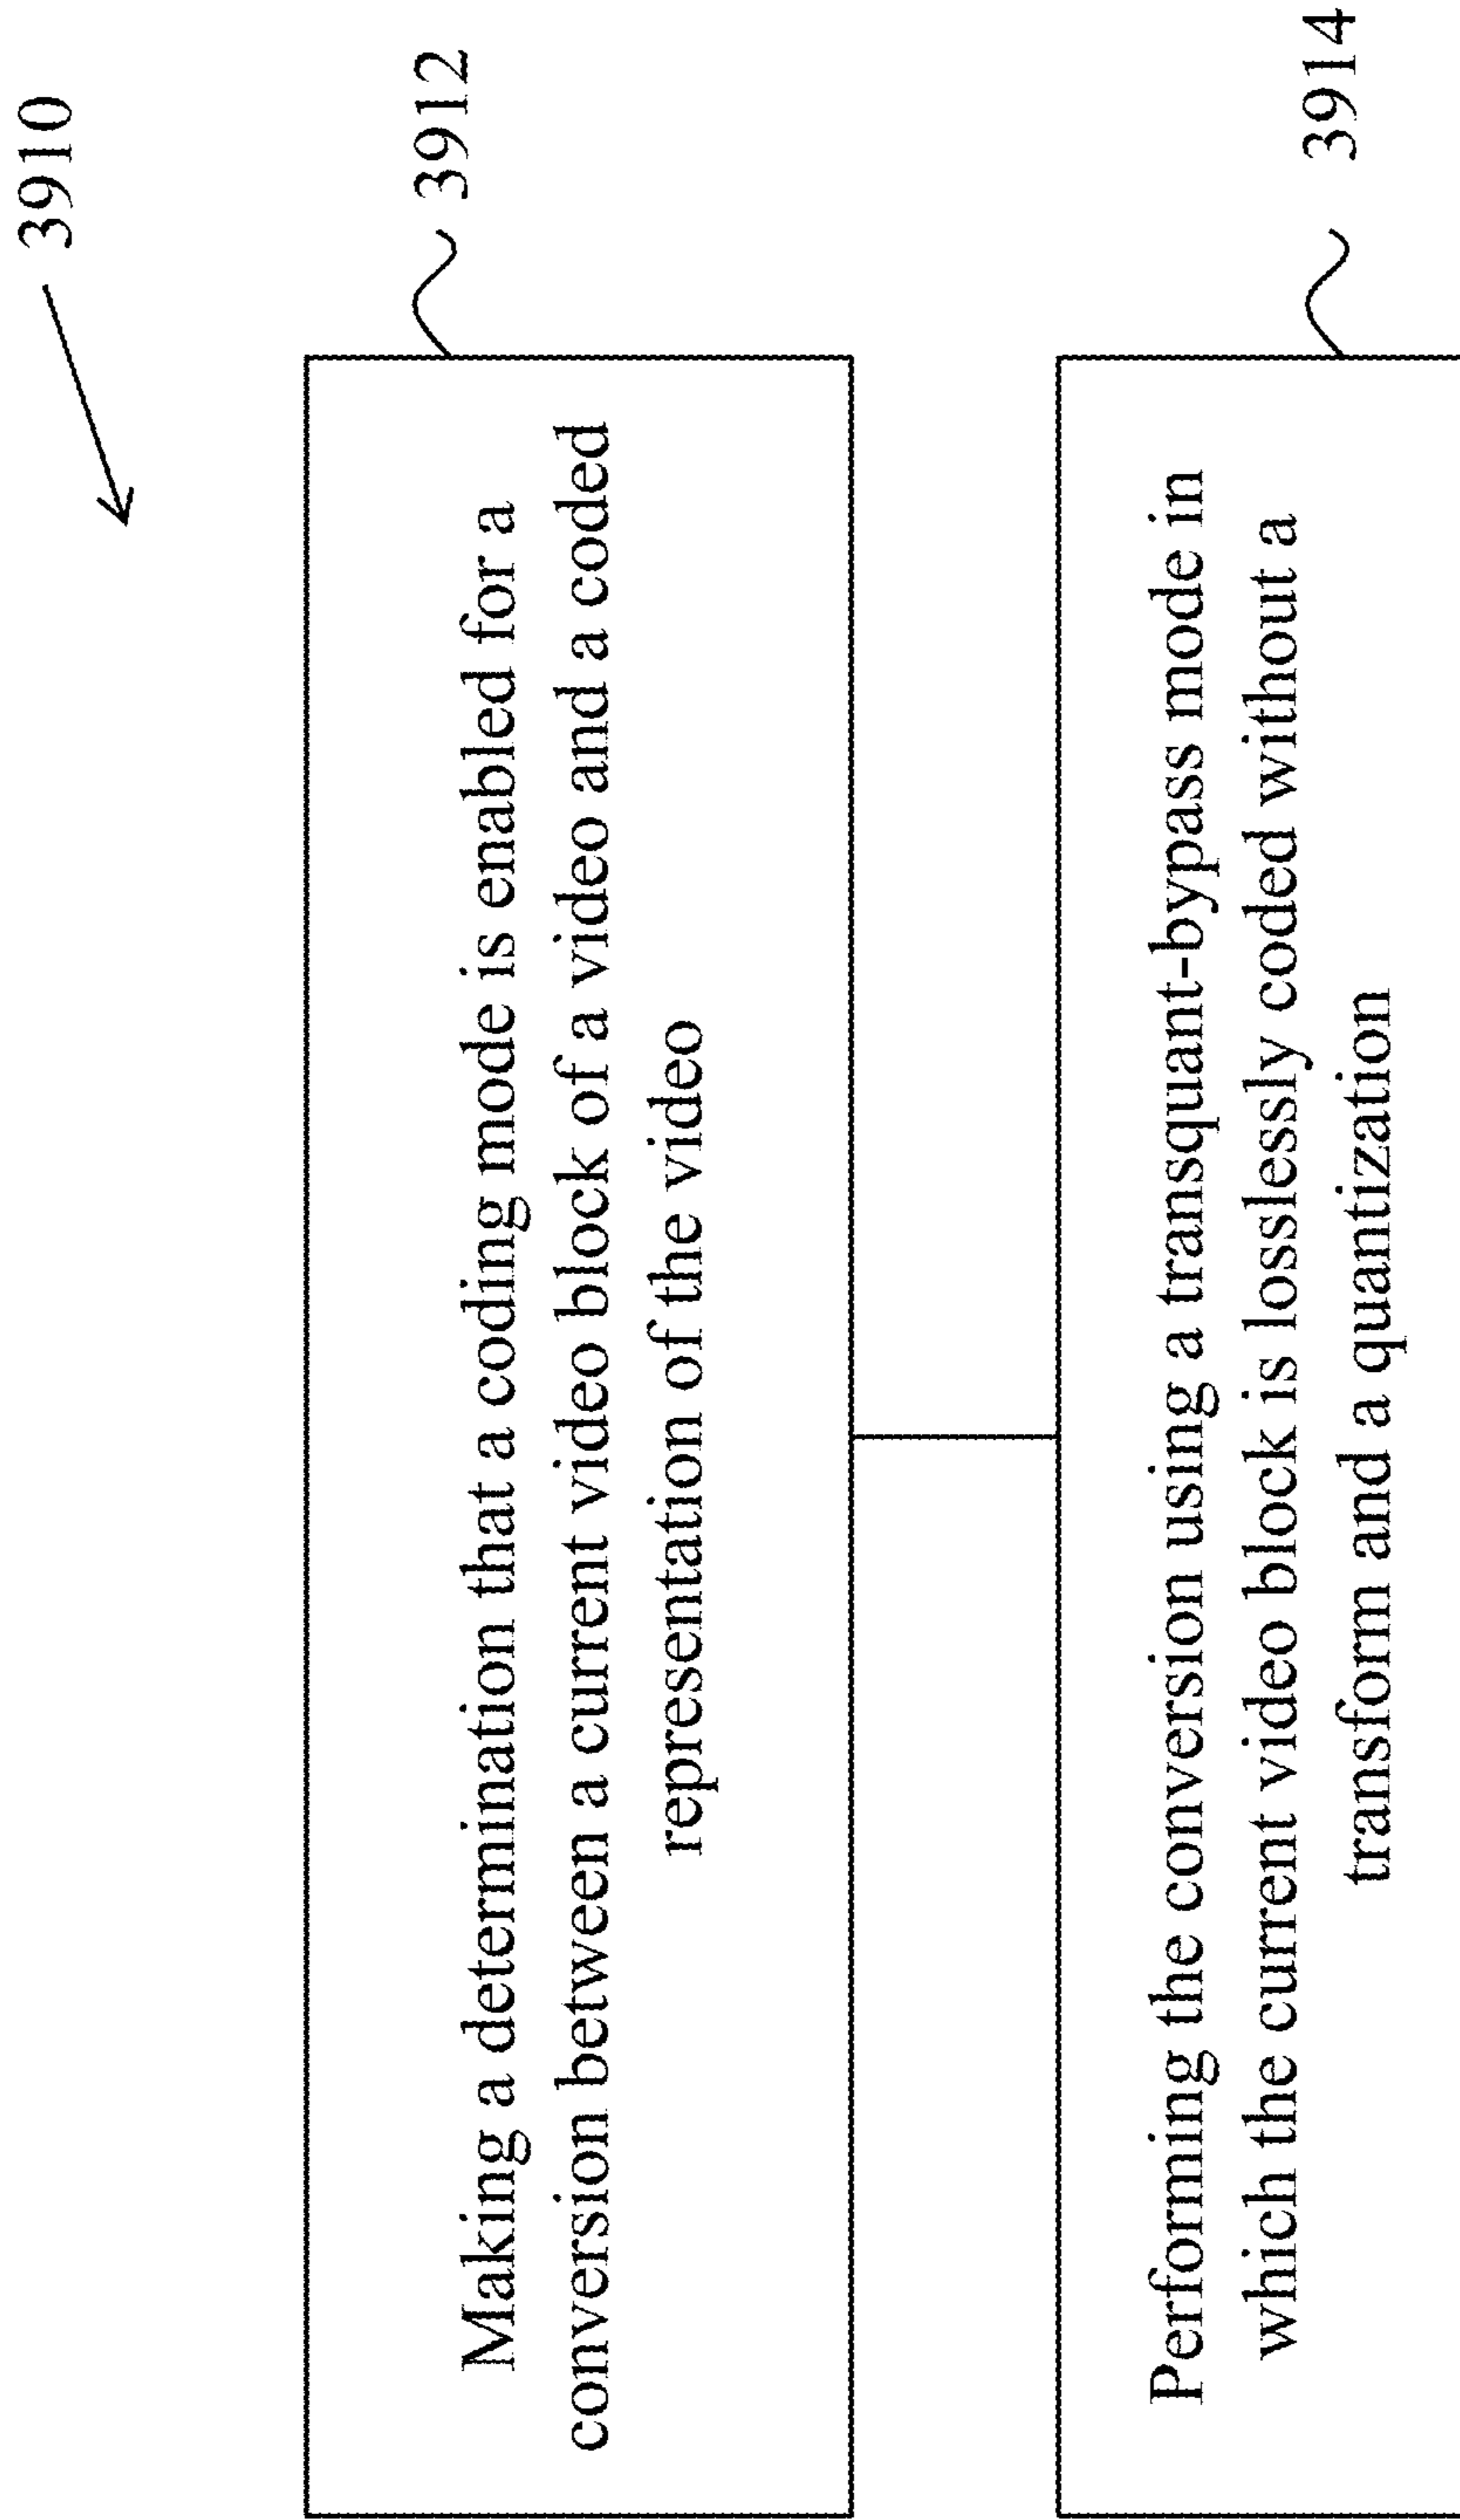 3910
3912
Making a determination that a coding mode is enabled for a
conversion between a current video block of a video and a coded
representation of the video
3914
Performing the conversion using a transquant-bypass mode in
which the current video block is losslessly coded without a
transform and a quantization